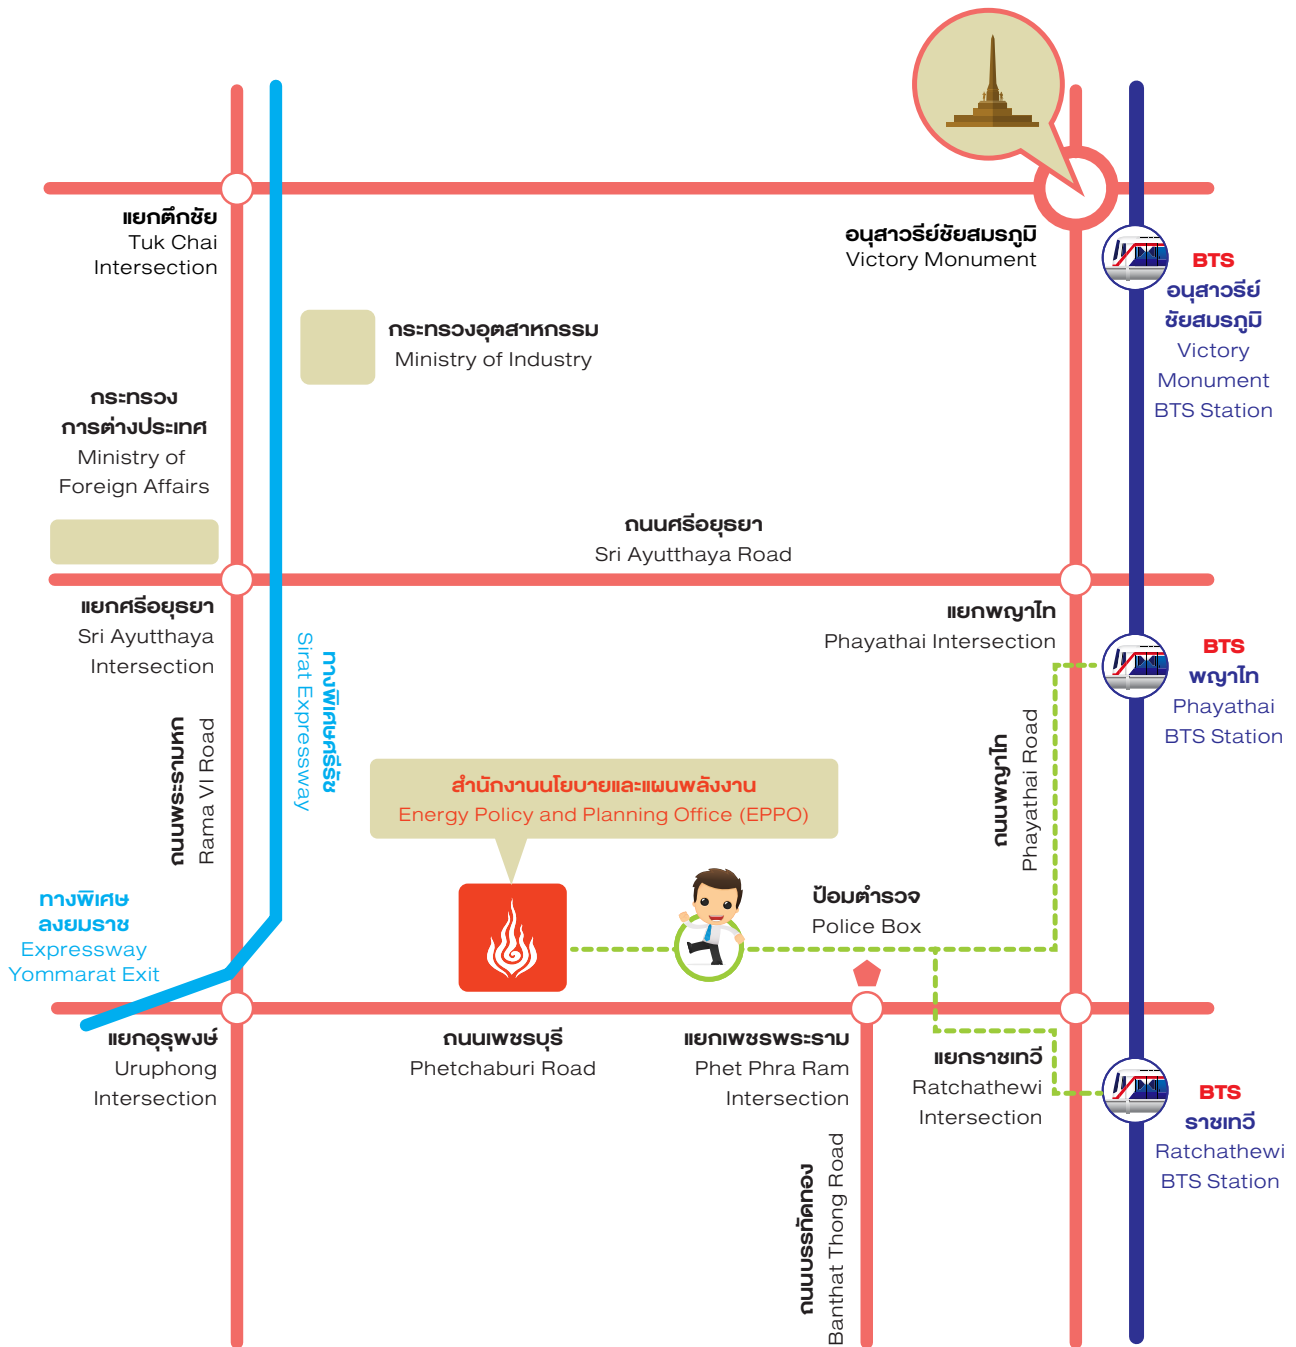 แยกตึกชัย
Tuk Chai
Intersection
อนุสาวรีย์ชัยสมรภูมิ
Victory Monument
BTS
อนุสาวรีย์
ชัยสมรภูมิ
Victory
Monument
BTS Station
กระทรวงอุตสาหกรรม
Ministry of Industry
กระทรวง
การต่างประเทศ
Ministry of
Foreign Affairs
ถนนศรีอยุธยา
Sri Ayutthaya Road
แยกศรีอยุธยา
Sri Ayutthaya
Intersection
แยกพญาไท
Phayathai Intersection
BTS
พญาไท
Phayathai
BTS Station
ทางพิเศษศรีรัช
Sirat Expressway
ถนนพระรามหก
Rama VI Road
ถนนพญาไท
Phayathai Road
สำนักงานนโยบายและแผนพลังงาน
Energy Policy and Planning Office (EPPO)
ทางพิเศษ
ลงยมราช
Expressway
Yommarat Exit
ป้อมตำรวจ
Police Box
แยกอุรุพงษ์
Uruphong
Intersection
ถนนเพชรบุรี
Phetchaburi Road
แยกเพชรพระราม
Phet Phra Ram
Intersection
แยกราชเทวี
Ratchathewi
Intersection
BTS
ราชเทวี
Ratchathewi
BTS Station
ถนนบรรทัดทอง
Banthat Thong Road